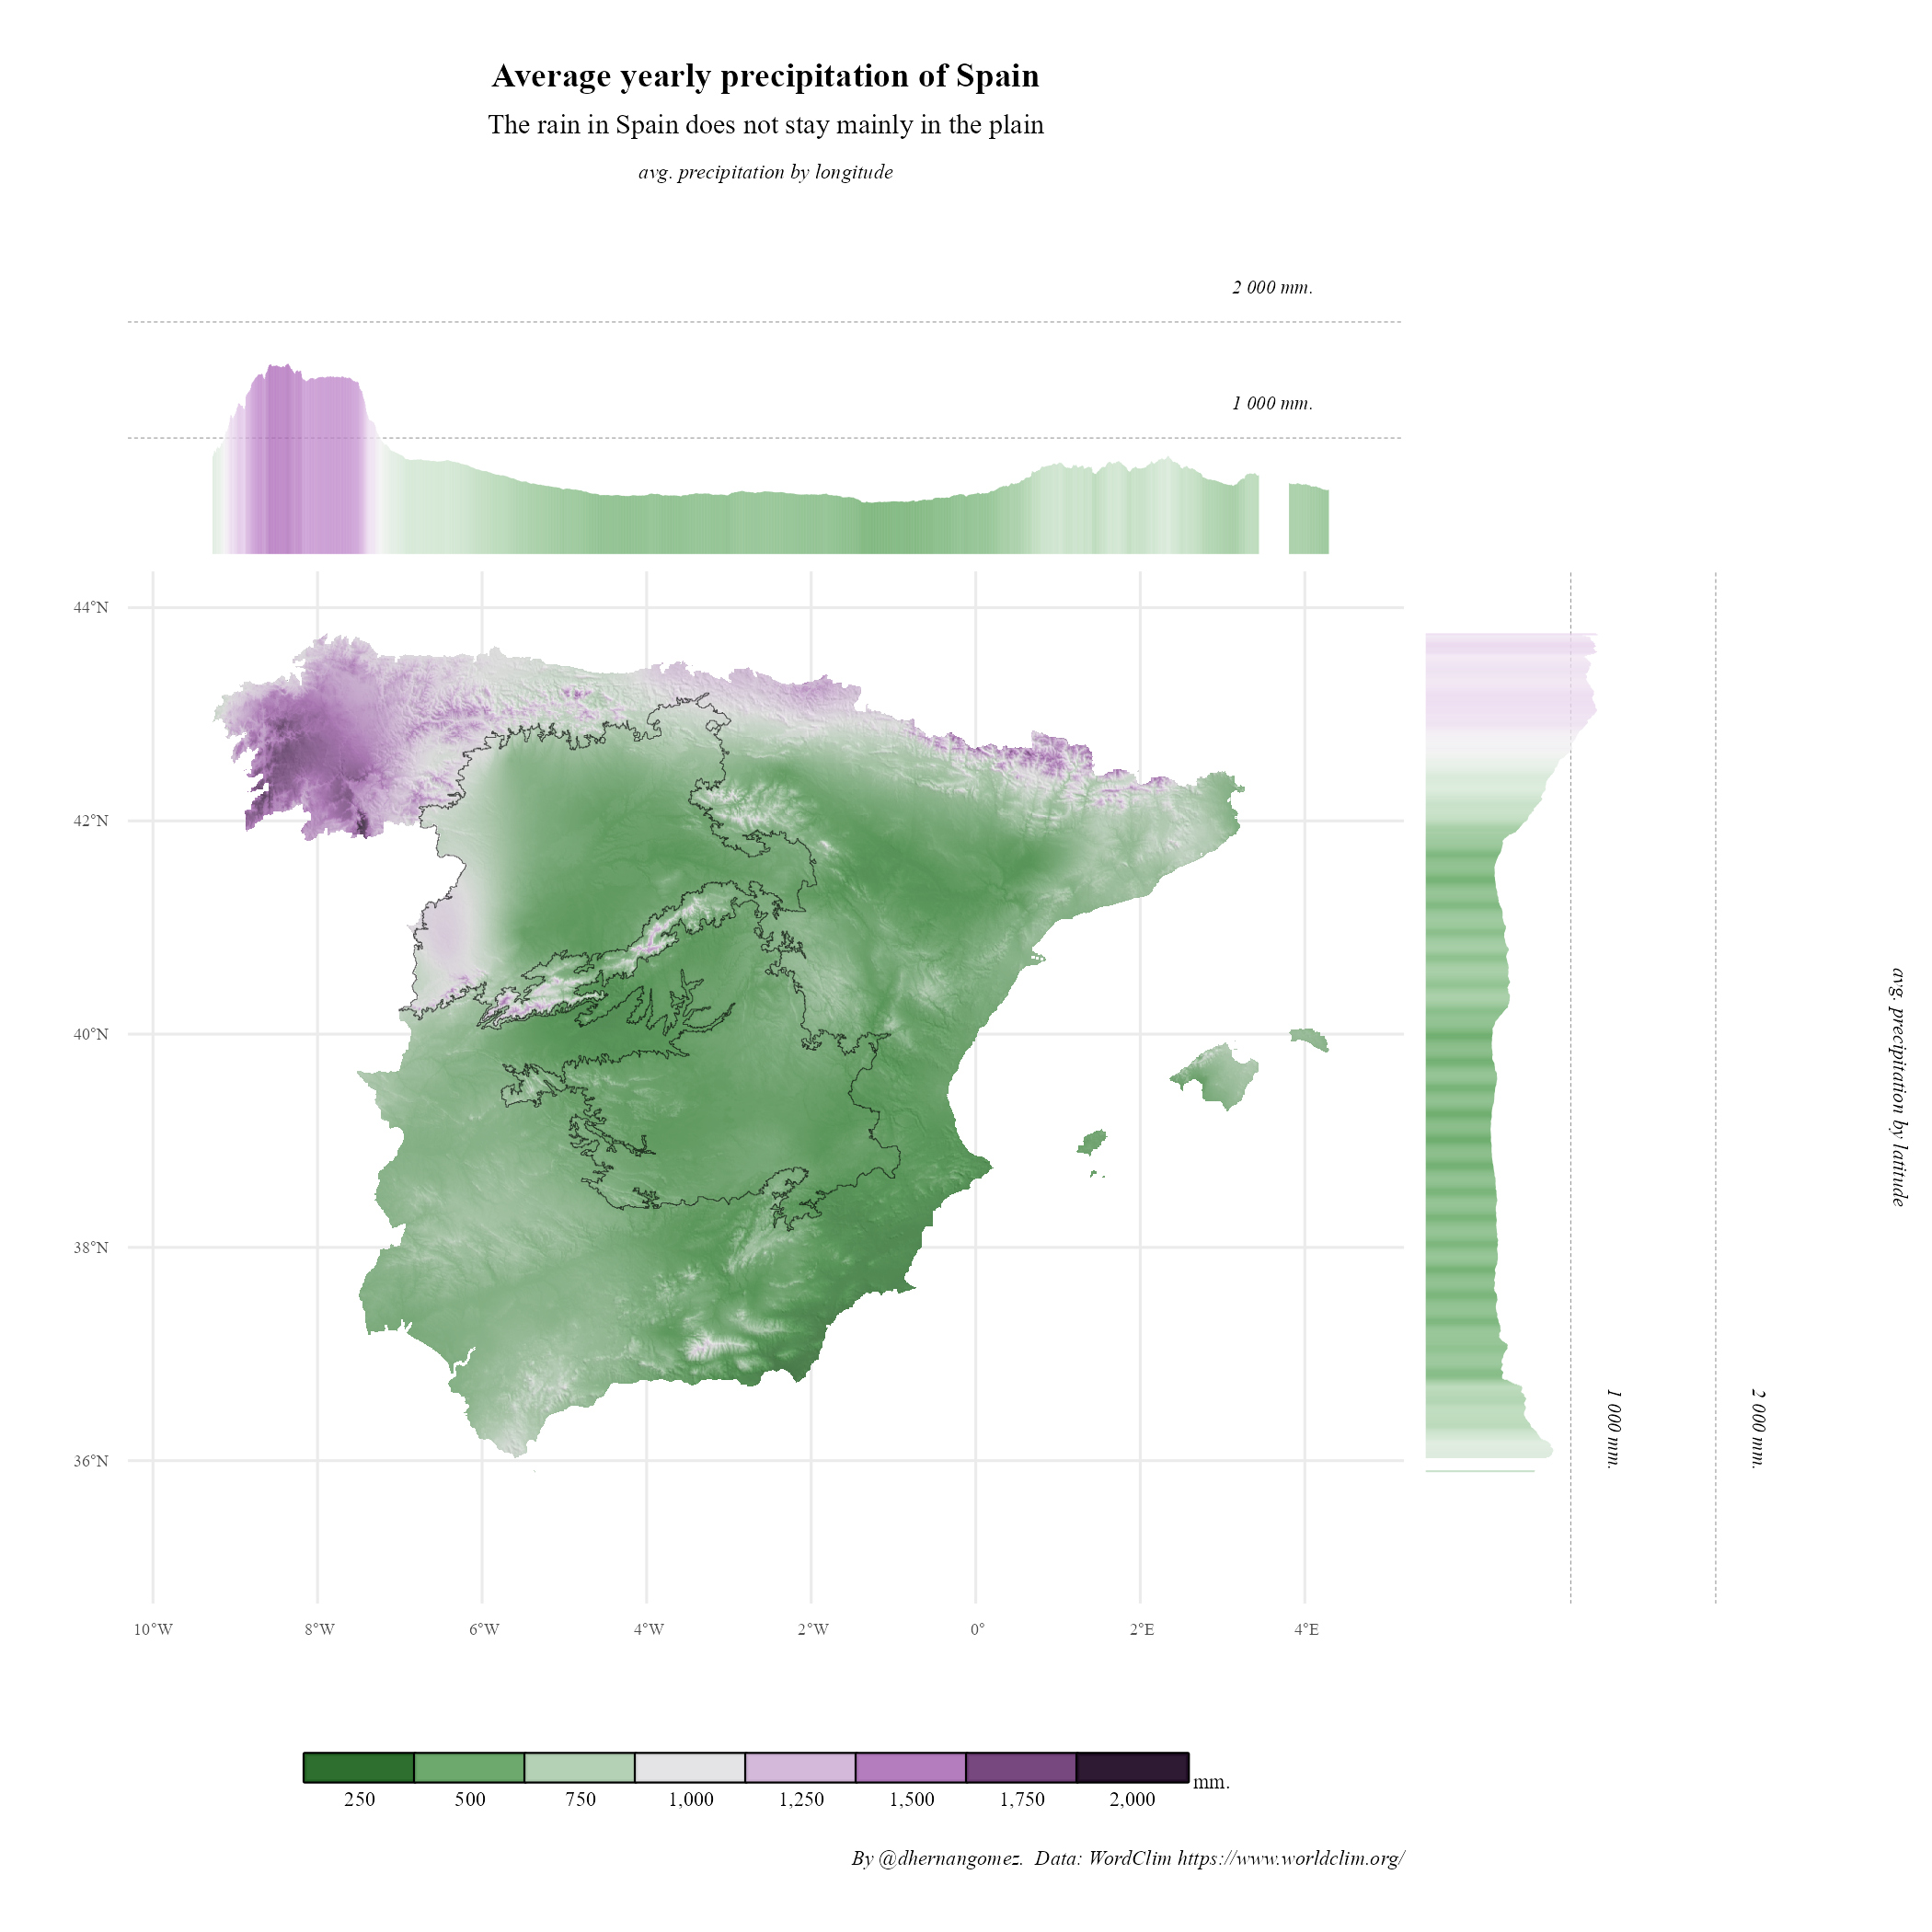 Average yearly precipitation of Spain
The rain in Spain does not stay mainly in the plain
avg. precipitation by longitude
2 000 mm.
1 000 mm.
44°N
42°N
40°N
38°N
36°N
10°W
8°W
6°W
4°W
2°W
0°
2°E
4°E
avg. precipitation by latitude
1 000 mm.
2 000 mm.
250
500
750
1,000
1,250
1,500
1,750
2,000
mm.
By @dhernangomez. Data: WordClim https://www.worldclim.org/